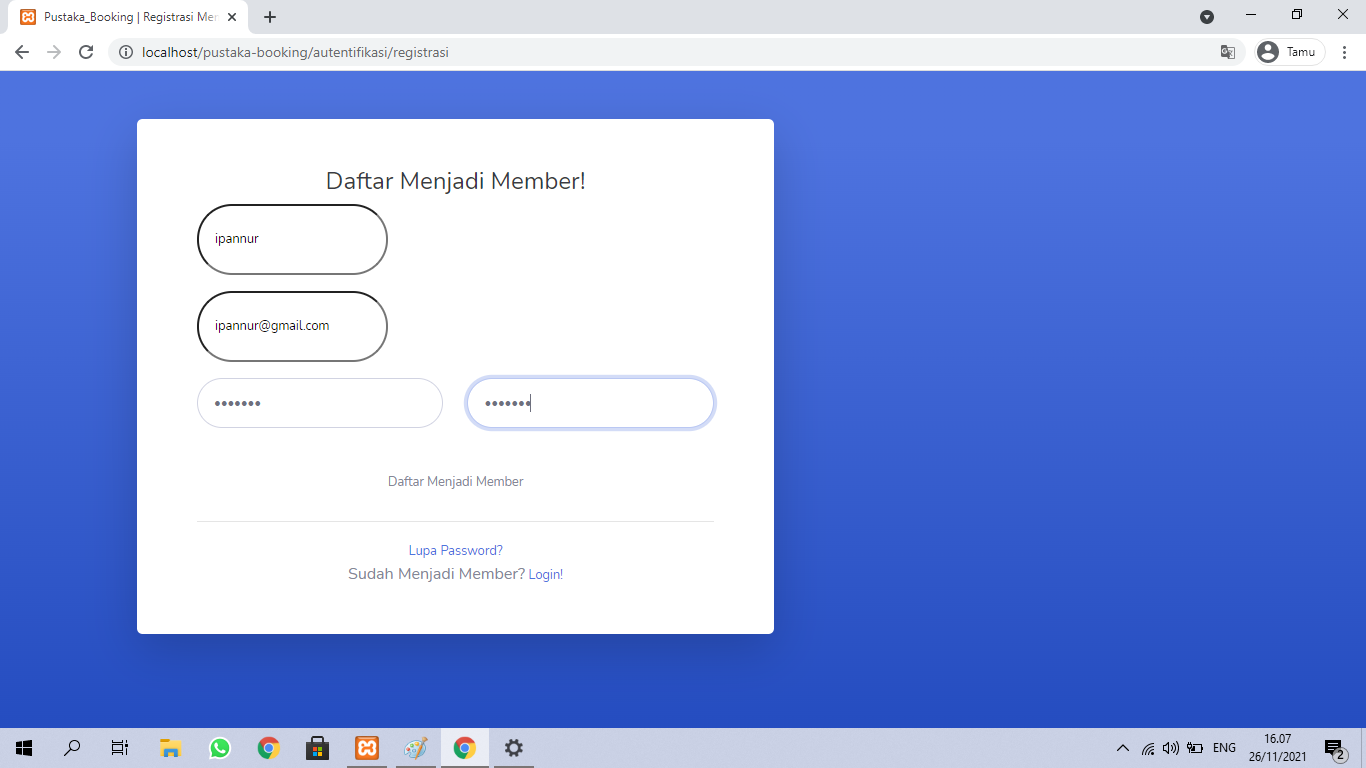 Pustaka_Booking | Registrasi Mer
localhost/pustaka-booking/autentifikasi/registrasi
Tamu
Daftar Menjadi Member!
ipannur
ipannur@gmail.com
•••••••
•••••••
Daftar Menjadi Member
Lupa Password?
Sudah Menjadi Member? Login!
ENG
16.07
26/11/2021
2